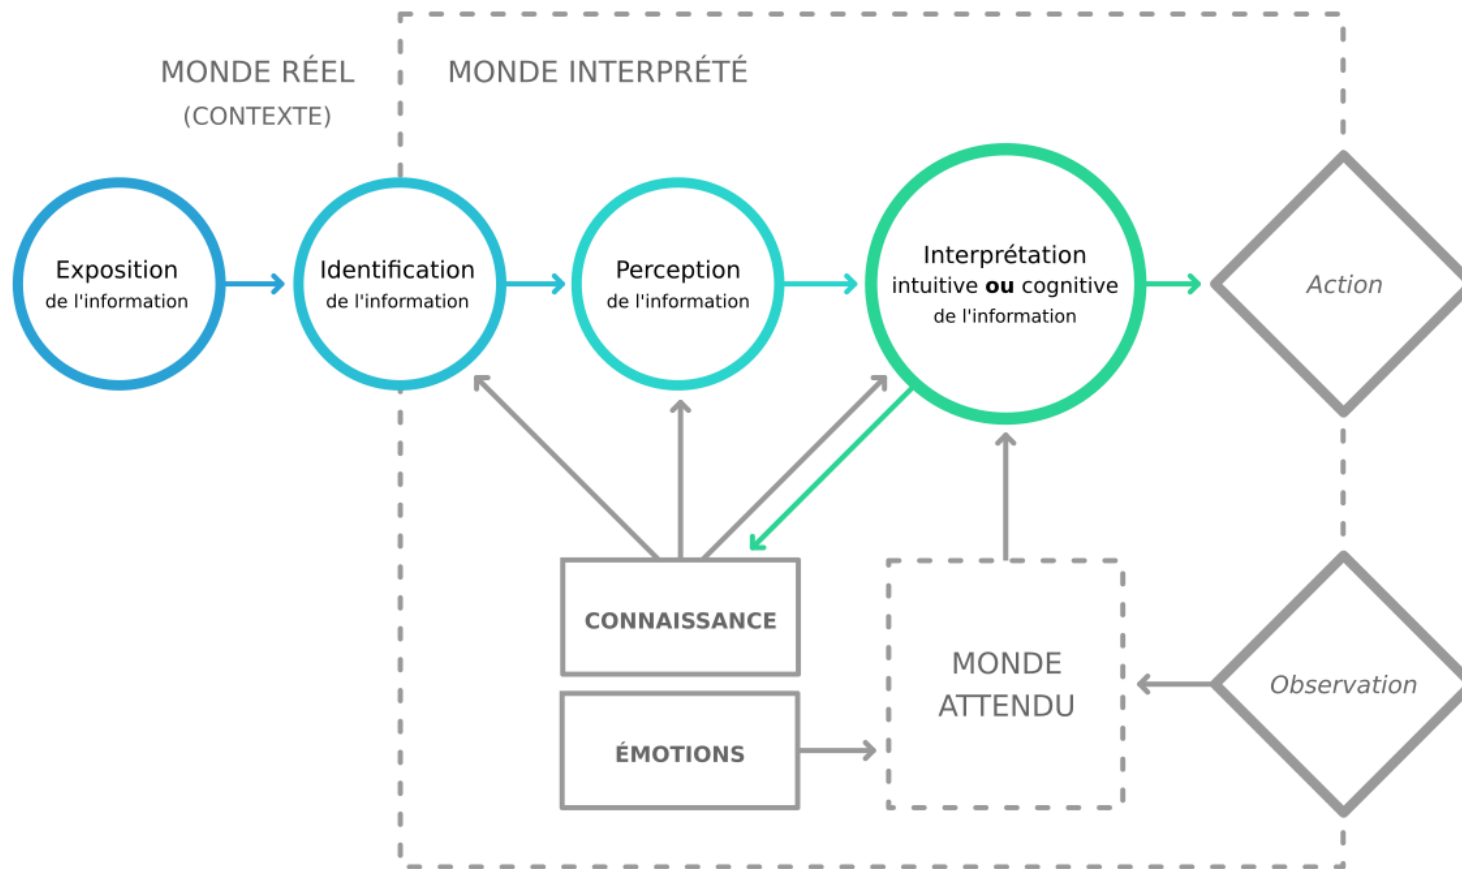 MONDE RÉEL
(CONTEXTE)
MONDE INTERPRÉTÉ
Exposition
de l'information
Identification
de l'information
Perception
de l'information
Interprétation
intuitive ou cognitive
de l'information
Action
CONNAISSANCE
ÉMOTIONS
MONDE
ATTENDU
Observation